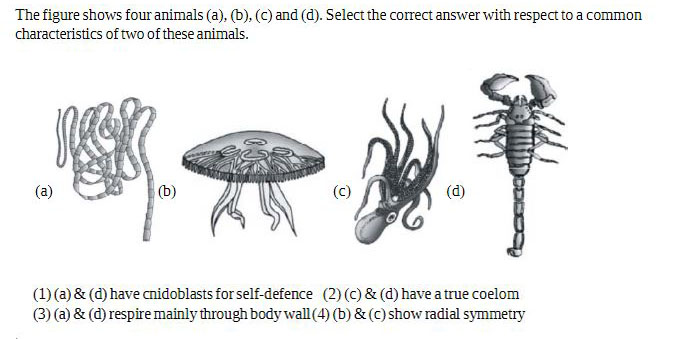 The figure shows four animals (a), (b), (c) and (d). Select the correct answer with respect to a common
characteristics of two of these animals.
(a) (b) (c) (d)
(1) (a) & (d) have cnidoblasts for self-defence (2) (c) & (d) have a true coelom
(3) (a) & (d) respire mainly through body wall (4) (b) & (c) show radial symmetry